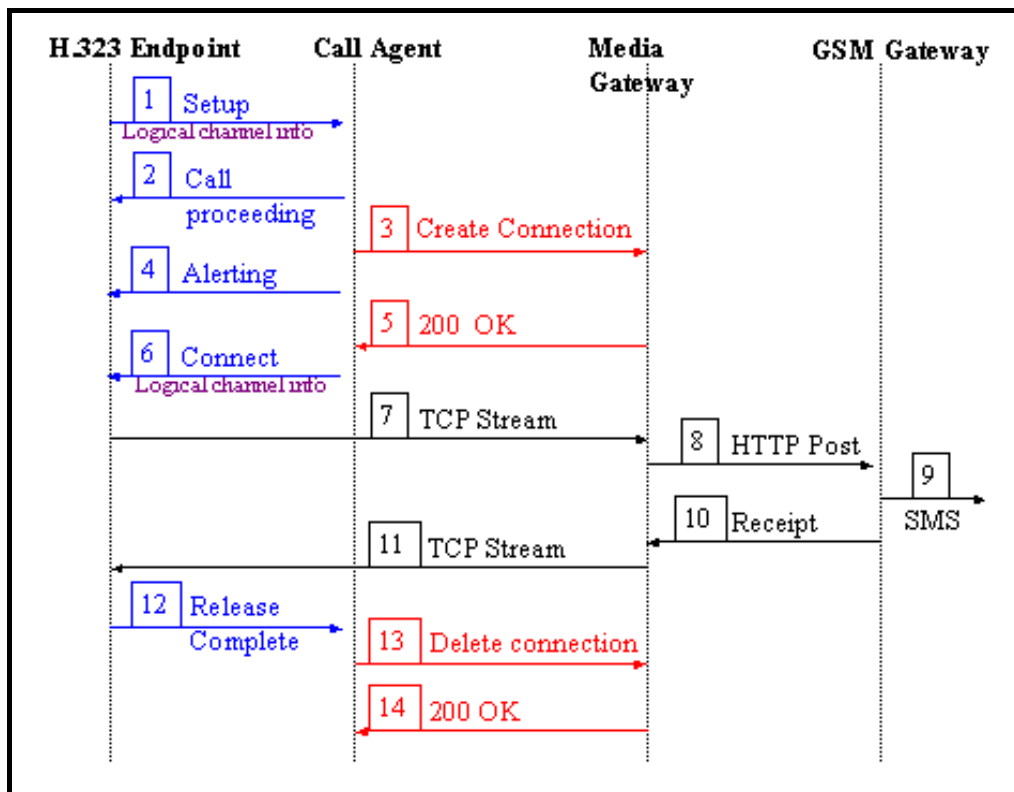 H.323 Endpoint
Call Agent
Media
Gateway
GSM Gateway
1 Setup
Logical channel info
2 Call
proceeding
3 Create Connection
4 Alerting
5 200 OK
6 Connect
Logical channel info
7 TCP Stream
8 HTTP Post
9
SMS
10 Receipt
11 TCP Stream
12 Release
Complete
13 Delete connection
14 200 OK